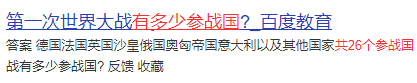 第一次世界大战有多少参战国?_百度教育
答案 德国法国英国沙皇俄国奥匈帝国意大利以及其他国家共26个参战国
战有多少参战国? 反馈 收藏